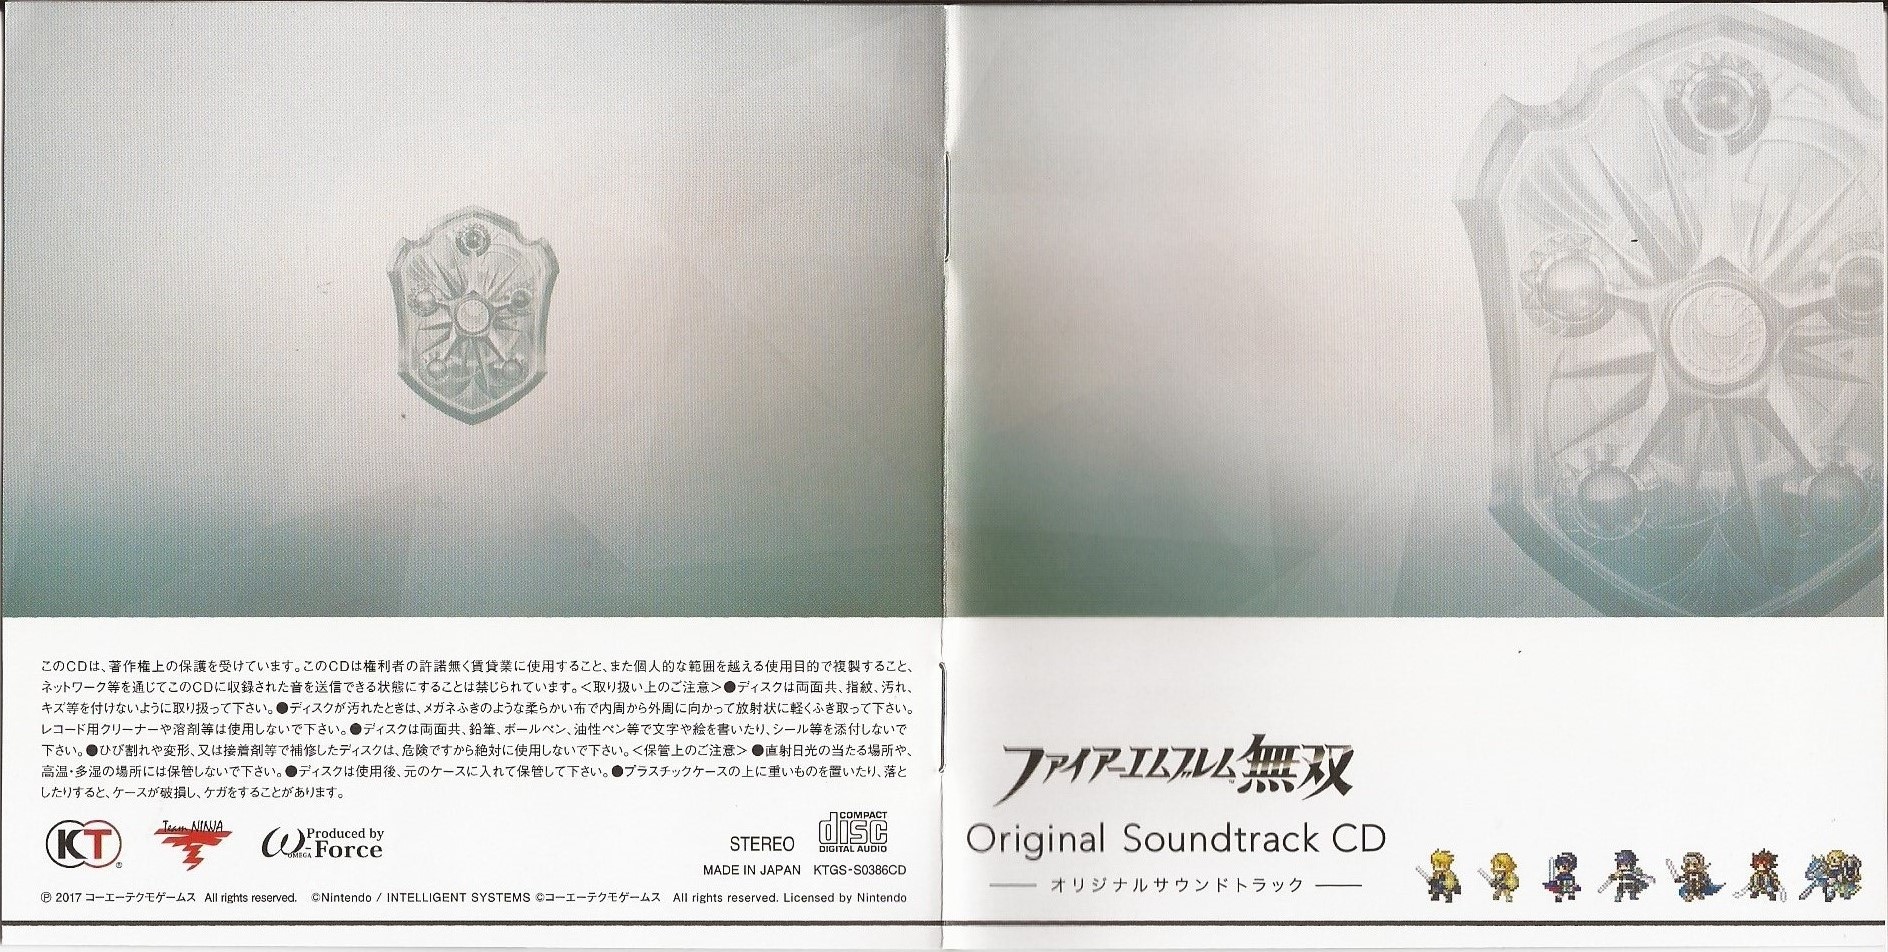 このCDは、著作権上の保護を受けています。このCDは権利者の許諾無く賃貸業に使用すること、また個人的な範囲を越える使用目的で複製すること、
ネットワーク等を通じてこのCDに収録された音を送信できる状態にすることは禁じられています。<取り扱い上のご注意>●ディスクは両面共、指紋、汚れ、
キズ等を付けないように取り扱って下さい。●ディスクが汚れたときは、メガネふきのような柔らかい布で内周から外周に向かって放射状に軽くふき取って下さい。
レコード用クリーナーや溶剤等は使用しないで下さい。●ディスクは両面共、鉛筆、ボールペン、油性ペン等で文字や絵を書いたり、シール等を添付しないで
下さい。●ひび割れや変形、又は接着剤等で補修したディスクは、危険ですから絶対に使用しないで下さい。<保管上のご注意>●直射日光の当たる場所や、
高温・多湿の場所には保管しないで下さい。●ディスクは使用後、元のケースに入れて保管して下さい。●プラスチックケースの上に重いものを置いたり、落と
したりすると、ケースが破損し、ケガをすることがあります。
KT
Team NINJA
Produced by
ω-Force
OMEGA
STEREO
COMPACT
disc
DIGITAL AUDIO
MADE IN JAPAN KTGS-S0386CD
℗ 2017 コーエーテクモゲームス All rights reserved. ©Nintendo / INTELLIGENT SYSTEMS ©コーエーテクモゲームス All rights reserved. Licensed by Nintendo
ファイアーエムブレム無双
Original Soundtrack CD
オリジナルサウンドトラック